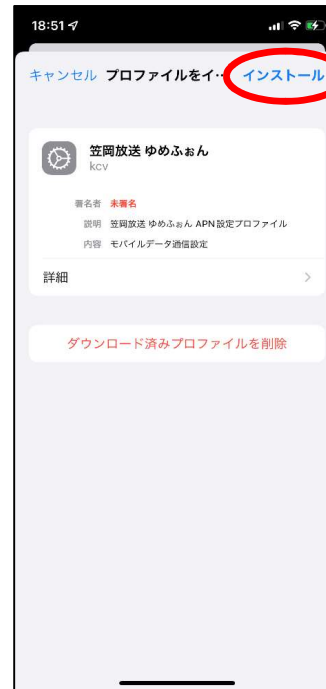 18:51
キャンセル プロファイルをイ… インストール
笠岡放送 ゆめふぉん
kcv
署名者 未署名
説明 笠岡放送 ゆめふぉん APN 設定プロファイル
内容 モバイルデータ通信設定
詳細
ダウンロード済みプロファイルを削除